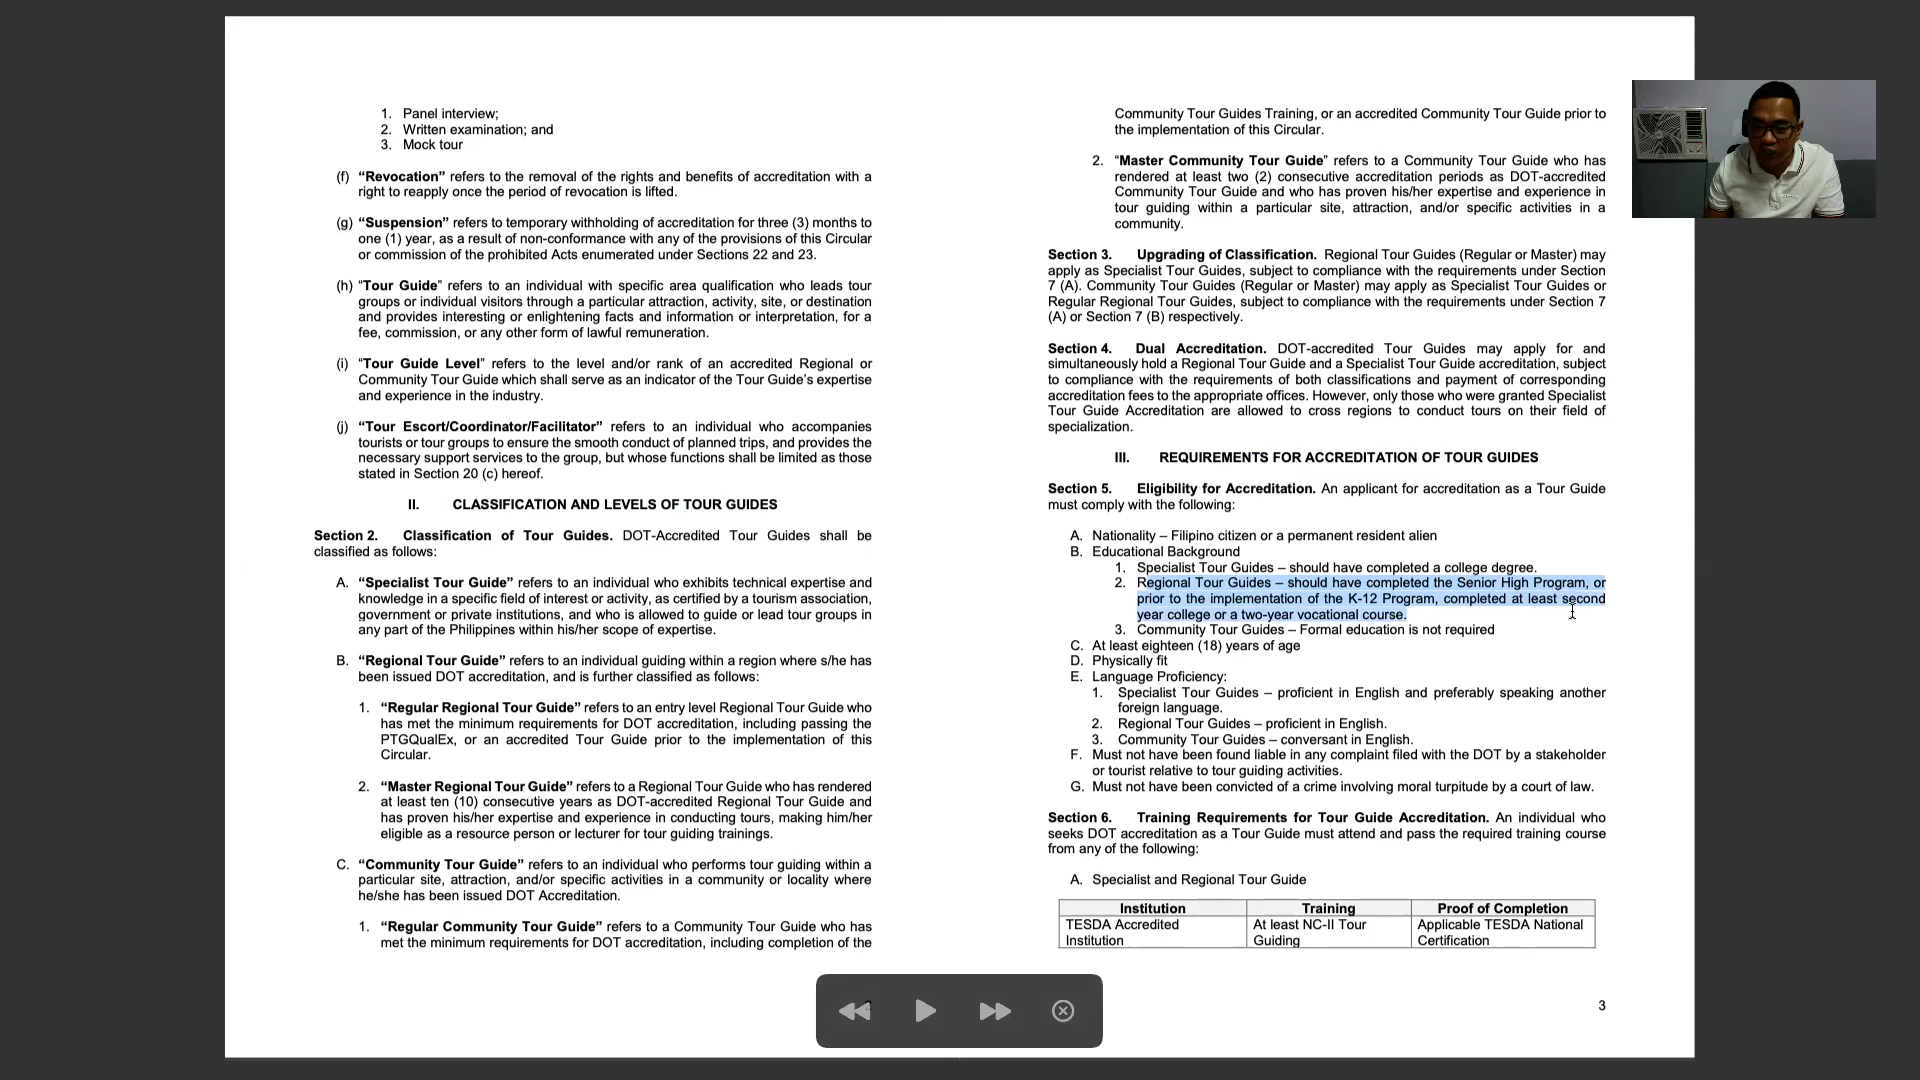 1. Panel interview;
2. Written examination; and
3. Mock tour
(f) “Revocation” refers to the removal of the rights and benefits of accreditation with a
right to reapply once the period of revocation is lifted.
(g) “Suspension” refers to temporary withholding of accreditation for three (3) months to
one (1) year, as a result of non-conformance with any of the provisions of this Circular
or commission of the prohibited Acts enumerated under Sections 22 and 23.
(h) “Tour Guide” refers to an individual with specific area qualification who leads tour
groups or individual visitors through a particular attraction, activity, site, or destination
and provides interesting or enlightening facts and information or interpretation, for a
fee, commission, or any other form of lawful remuneration.
(i) “Tour Guide Level” refers to the level and/or rank of an accredited Regional or
Community Tour Guide which shall serve as an indicator of the Tour Guide’s expertise
and experience in the industry.
(j) “Tour Escort/Coordinator/Facilitator” refers to an individual who accompanies
tourists or tour groups to ensure the smooth conduct of planned trips, and provides the
necessary support services to the group, but whose functions shall be limited as those
stated in Section 20 (c) hereof.
II. CLASSIFICATION AND LEVELS OF TOUR GUIDES
Section 2. Classification of Tour Guides. DOT-Accredited Tour Guides shall be
classified as follows:
A. “Specialist Tour Guide” refers to an individual who exhibits technical expertise and
knowledge in a specific field of interest or activity, as certified by a tourism association,
government or private institutions, and who is allowed to guide or lead tour groups in
any part of the Philippines within his/her scope of expertise.
B. “Regional Tour Guide” refers to an individual guiding within a region where s/he has
been issued DOT accreditation, and is further classified as follows:
1. “Regular Regional Tour Guide” refers to an entry level Regional Tour Guide who
has met the minimum requirements for DOT accreditation, including passing the
PTGQualEx, or an accredited Tour Guide prior to the implementation of this
Circular.
2. “Master Regional Tour Guide” refers to a Regional Tour Guide who has rendered
at least ten (10) consecutive years as DOT-accredited Regional Tour Guide and
has proven his/her expertise and experience in conducting tours, making him/her
eligible as a resource person or lecturer for tour guiding trainings.
C. “Community Tour Guide” refers to an individual who performs tour guiding within a
particular site, attraction, and/or specific activities in a community or locality where
he/she has been issued DOT Accreditation.
1. “Regular Community Tour Guide” refers to a Community Tour Guide who has
met the minimum requirements for DOT accreditation, including completion of the
Community Tour Guides Training, or an accredited Community Tour Guide prior to
the implementation of this Circular.
2. “Master Community Tour Guide” refers to a Community Tour Guide who has
rendered at least two (2) consecutive accreditation periods as DOT-accredited
Community Tour Guide and who has proven his/her expertise and experience in
tour guiding within a particular site, attraction, and/or specific activities in a
community.
Section 3. Upgrading of Classification. Regional Tour Guides (Regular or Master) may
apply as Specialist Tour Guides, subject to compliance with the requirements under Section
7 (A). Community Tour Guides (Regular or Master) may apply as Specialist Tour Guides or
Regular Regional Tour Guides, subject to compliance with the requirements under Section 7
(A) or Section 7 (B) respectively.
Section 4. Dual Accreditation. DOT-accredited Tour Guides may apply for and
simultaneously hold a Regional Tour Guide and a Specialist Tour Guide accreditation, subject
to compliance with the requirements of both classifications and payment of corresponding
accreditation fees to the appropriate offices. However, only those who were granted Specialist
Tour Guide Accreditation are allowed to cross regions to conduct tours on their field of
specialization.
III. REQUIREMENTS FOR ACCREDITATION OF TOUR GUIDES
Section 5. Eligibility for Accreditation. An applicant for accreditation as a Tour Guide
must comply with the following:
A. Nationality – Filipino citizen or a permanent resident alien
B. Educational Background
1. Specialist Tour Guides – should have completed a college degree.
2. Regional Tour Guides – should have completed the Senior High Program, or
prior to the implementation of the K-12 Program, completed at least second
year college or a two-year vocational course.
3. Community Tour Guides – Formal education is not required
C. At least eighteen (18) years of age
D. Physically fit
E. Language Proficiency:
1. Specialist Tour Guides – proficient in English and preferably speaking another
foreign language.
2. Regional Tour Guides – proficient in English.
3. Community Tour Guides – conversant in English.
F. Must not have been found liable in any complaint filed with the DOT by a stakeholder
or tourist relative to tour guiding activities.
G. Must not have been convicted of a crime involving moral turpitude by a court of law.
Section 6. Training Requirements for Tour Guide Accreditation. An individual who
seeks DOT accreditation as a Tour Guide must attend and pass the required training course
from any of the following:
A. Specialist and Regional Tour Guide
Institution Training Proof of Completion
TESDA Accredited At least NC-II Tour Applicable TESDA National
Institution Guiding Certification
3